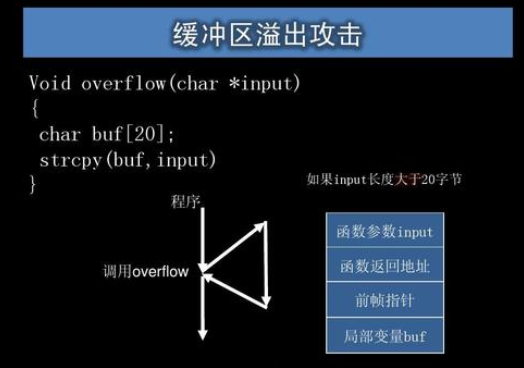 缓冲区溢出攻击
Void overflow(char *input)
{
char buf[20];
strcpy(buf,input)
}
如果input长度大于20字节
程序
调用overflow
函数参数input
函数返回地址
前帧指针
局部变量buf